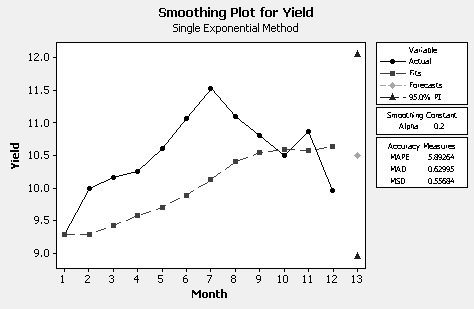 Smoothing Plot for Yield
Single Exponential Method
12.0
11.5
11.0
10.5
10.0
9.5
9.0
Yield
1 2 3 4 5 6 7 8 9 10 11 12 13
Month
Variable
Actual
Fits
Forecasts
95.0% PI
Smoothing Constant
Alpha 0.2
Accuracy Measures
MAPE 5.89264
MAD 0.62995
MSD 0.55684